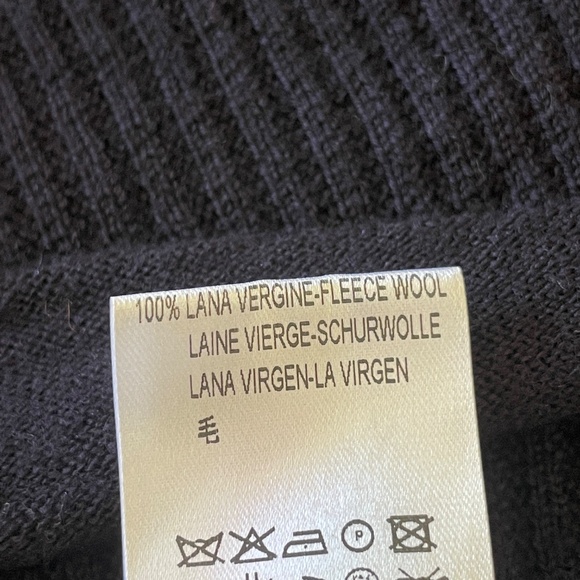 100% LANA VERGINE-FLEECE WOOL
LAINE VIERGE-SCHURWOLLE
LANA VIRGEN-LA VIRGEN
毛
P